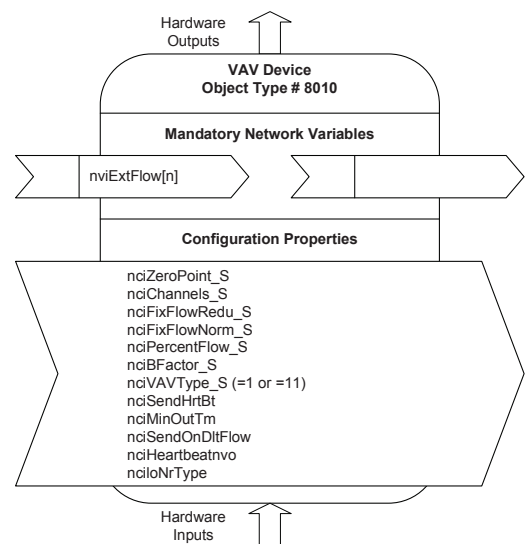 Hardware
Outputs
VAV Device
Object Type # 8010
Mandatory Network Variables
nviExtFlow[n]
Configuration Properties
nciZeroPoint_S
nciChannels_S
nciFixFlowRedu_S
nciFixFlowNorm_S
nciPercentFlow_S
nciBFactor_S
nciVAVType_S (=1 or =11)
nciSendHrtBt
nciMinOutTm
nciSendOnDltFlow
nciHeartbeatnvo
nciIoNrType
Hardware
Inputs